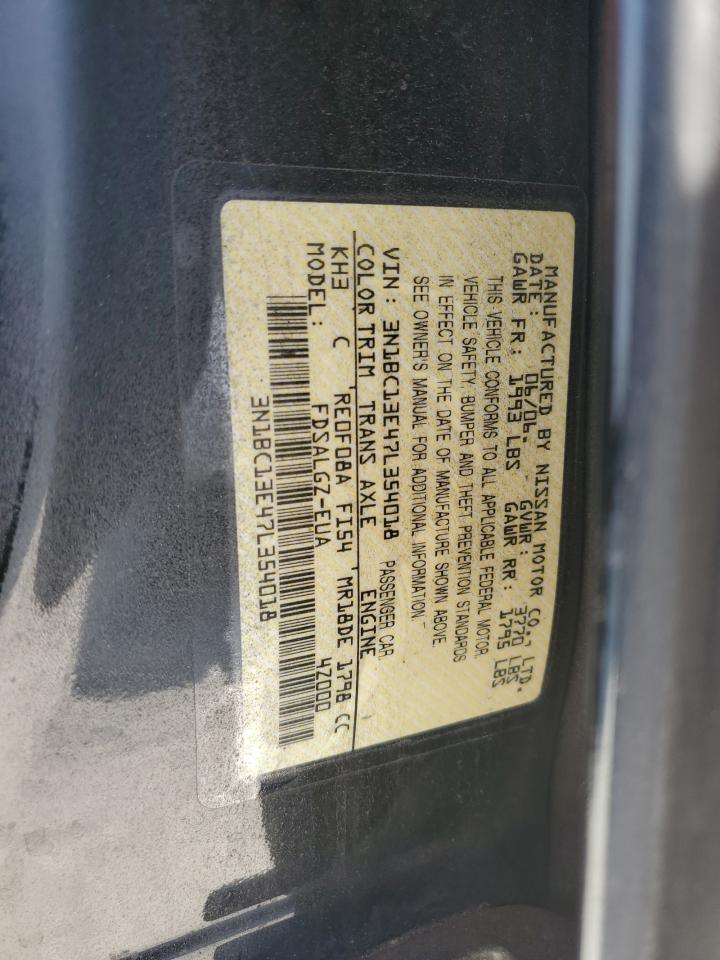 MANUFACTURED BY NISSAN MOTOR CO., LTD.
DATE: 06/06. GVWR: 3770 LBS
GAWR FR: 1993 LBS GAWR RR: 1795 LBS
THIS VEHICLE CONFORMS TO ALL APPLICABLE FEDERAL MOTOR
VEHICLE SAFETY, BUMPER AND THEFT PREVENTION STANDARDS
IN EFFECT ON THE DATE OF MANUFACTURE SHOWN ABOVE.
SEE OWNER'S MANUAL FOR ADDITIONAL INFORMATION.
VIN: 3N1BC13E47L354018 PASSENGER CAR
COLOR TRIM TRANS AXLE ENGINE
KH3 C RE0F08A FI54 MR18DE 1798 CC
MODEL: FDSALGZ-EUA 4Z000
3N1BC13E47L354018